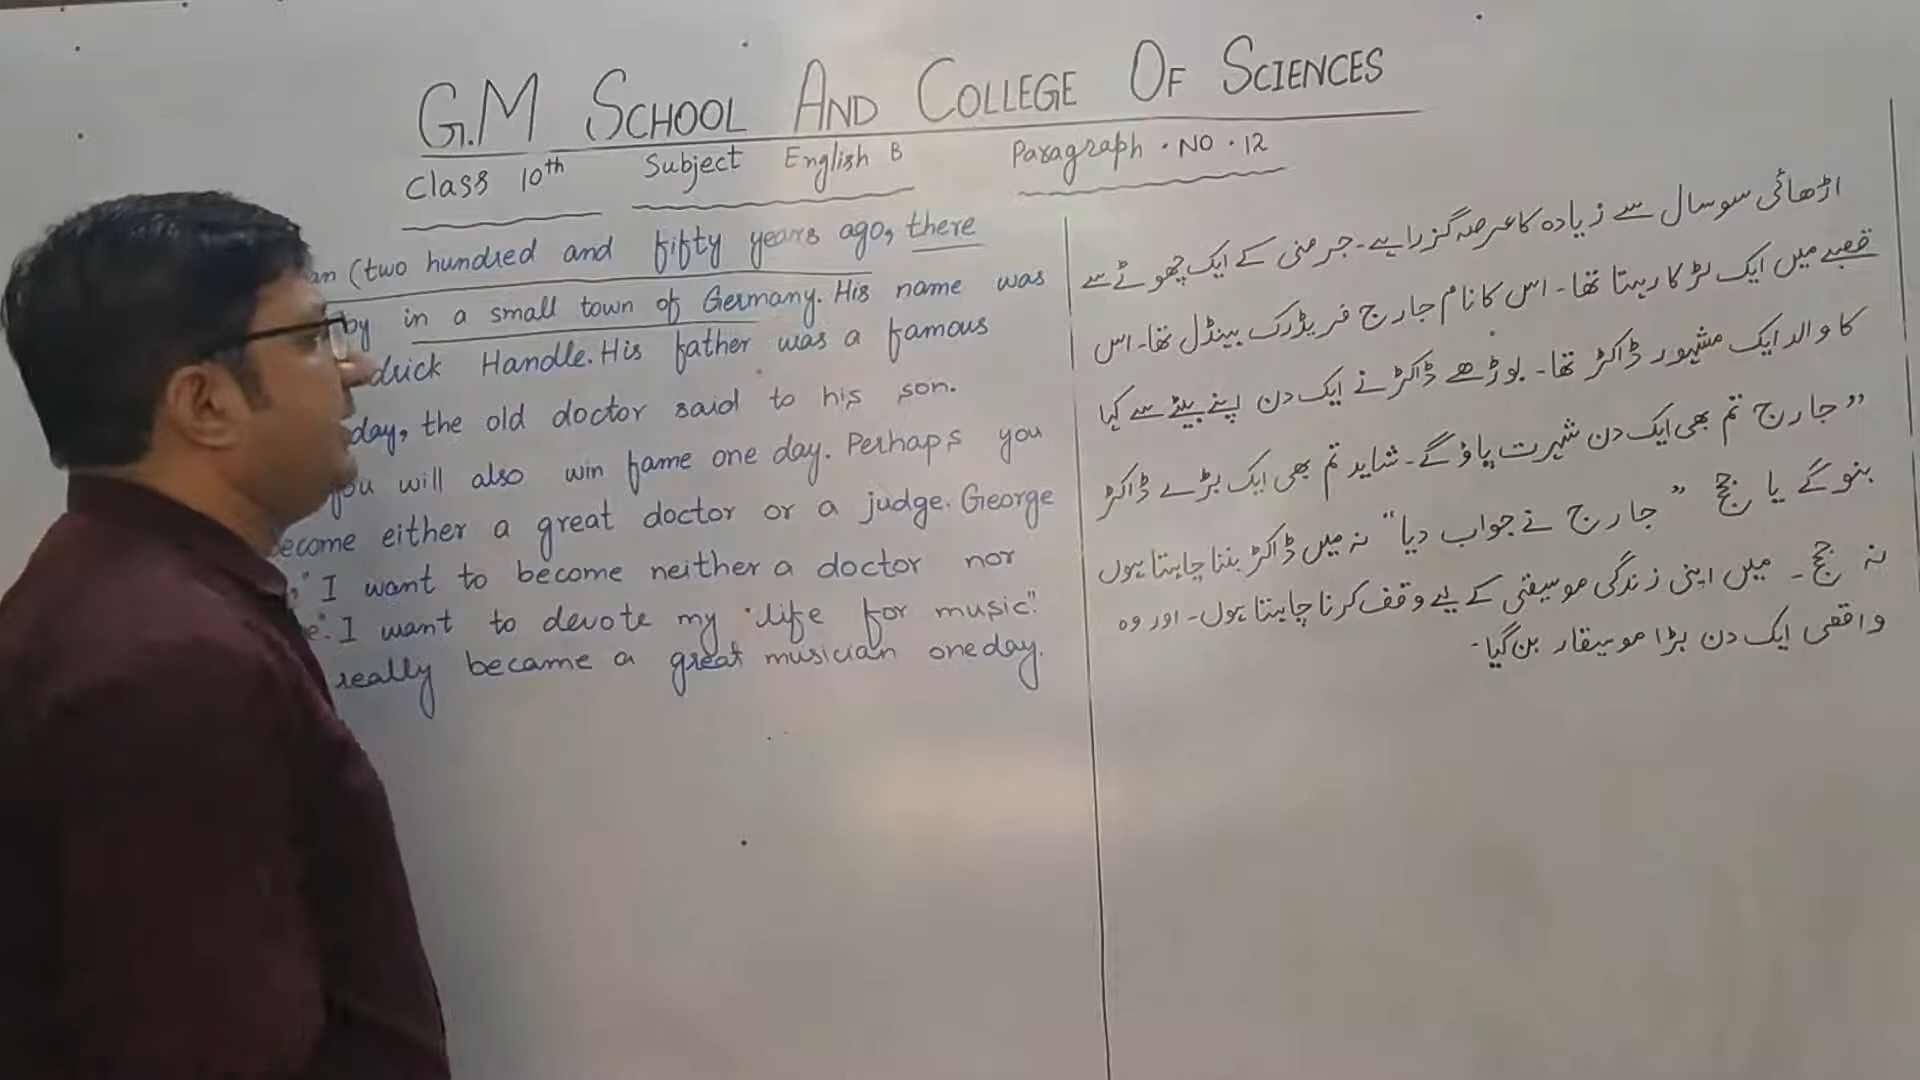 G.M SCHOOL AND COLLEGE OF SCIENCES
Class 10th Subject English B Paragraph . NO . 12
an (two hundred and fifty years ago, there
by in a small town of Germany. His name was
drick Handle. His father was a famous
day, the old doctor said to his son.
you will also win fame one day. Perhaps you
ecome either a great doctor or a judge. George
," I want to become neither a doctor nor
e". I want to devote my life for music".
really became a great musician one day.
اڑھائی سو سال سے زیادہ کا عرصہ گزرا ہے۔ جرمنی کے ایک چھوٹے سے
قصبے میں ایک لڑکا رہتا تھا۔ اس کا نام جارج فریڈرک ہینڈل تھا۔ اس
کا والد ایک مشہور ڈاکٹر تھا۔ بوڑھے ڈاکٹر نے ایک دن اپنے بیٹے سے کہا
”جارج تم بھی ایک دن شہرت پاؤ گے۔ شاید تم بھی ایک بڑے ڈاکٹر
بنو گے یا جج ” جارج نے جواب دیا “ نہ میں ڈاکٹر بننا چاہتا ہوں
نہ جج۔ میں اپنی زندگی موسیقی کے لیے وقف کرنا چاہتا ہوں۔ اور وہ
واقعی ایک دن بڑا موسیقار بن گیا۔